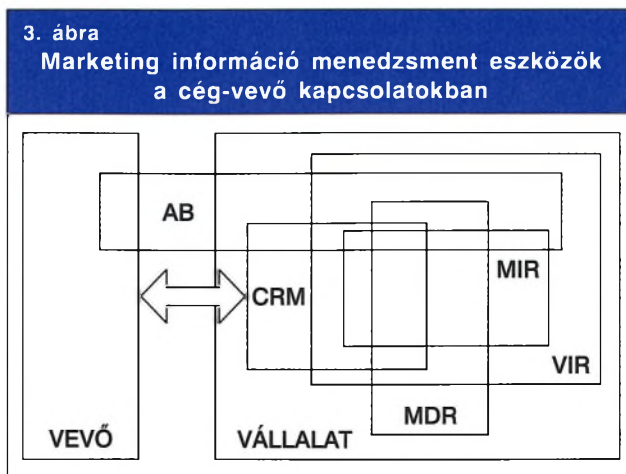 3. ábra
Marketing információ menedzsment eszközök
a cég-vevő kapcsolatokban
AB
CRM
MIR
VIR
MDR
VEVŐ
VÁLLALAT